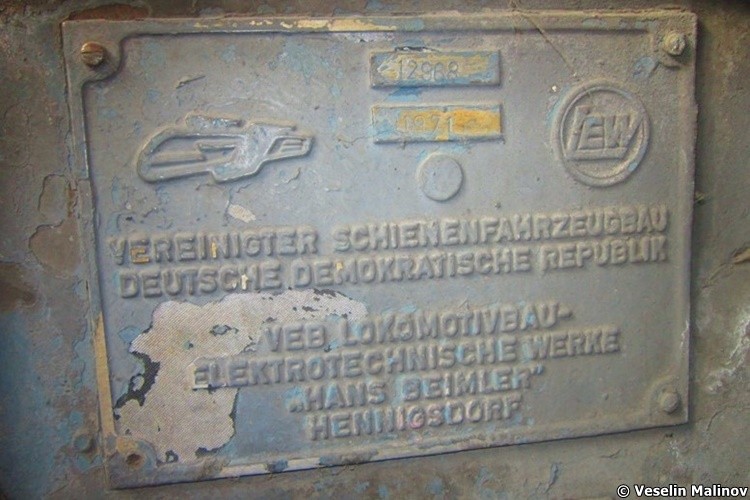 12968
1971
LEW
VEREINIGTER SCHIENENFAHRZEUGBAU
DEUTSCHE DEMOKRATISCHE REPUBLIK
VEB LOKOMOTIVBAU-
ELEKTROTECHNISCHE WERKE
„HANS BEIMLER”
HENNIGSDORF
© Veselin Malinov